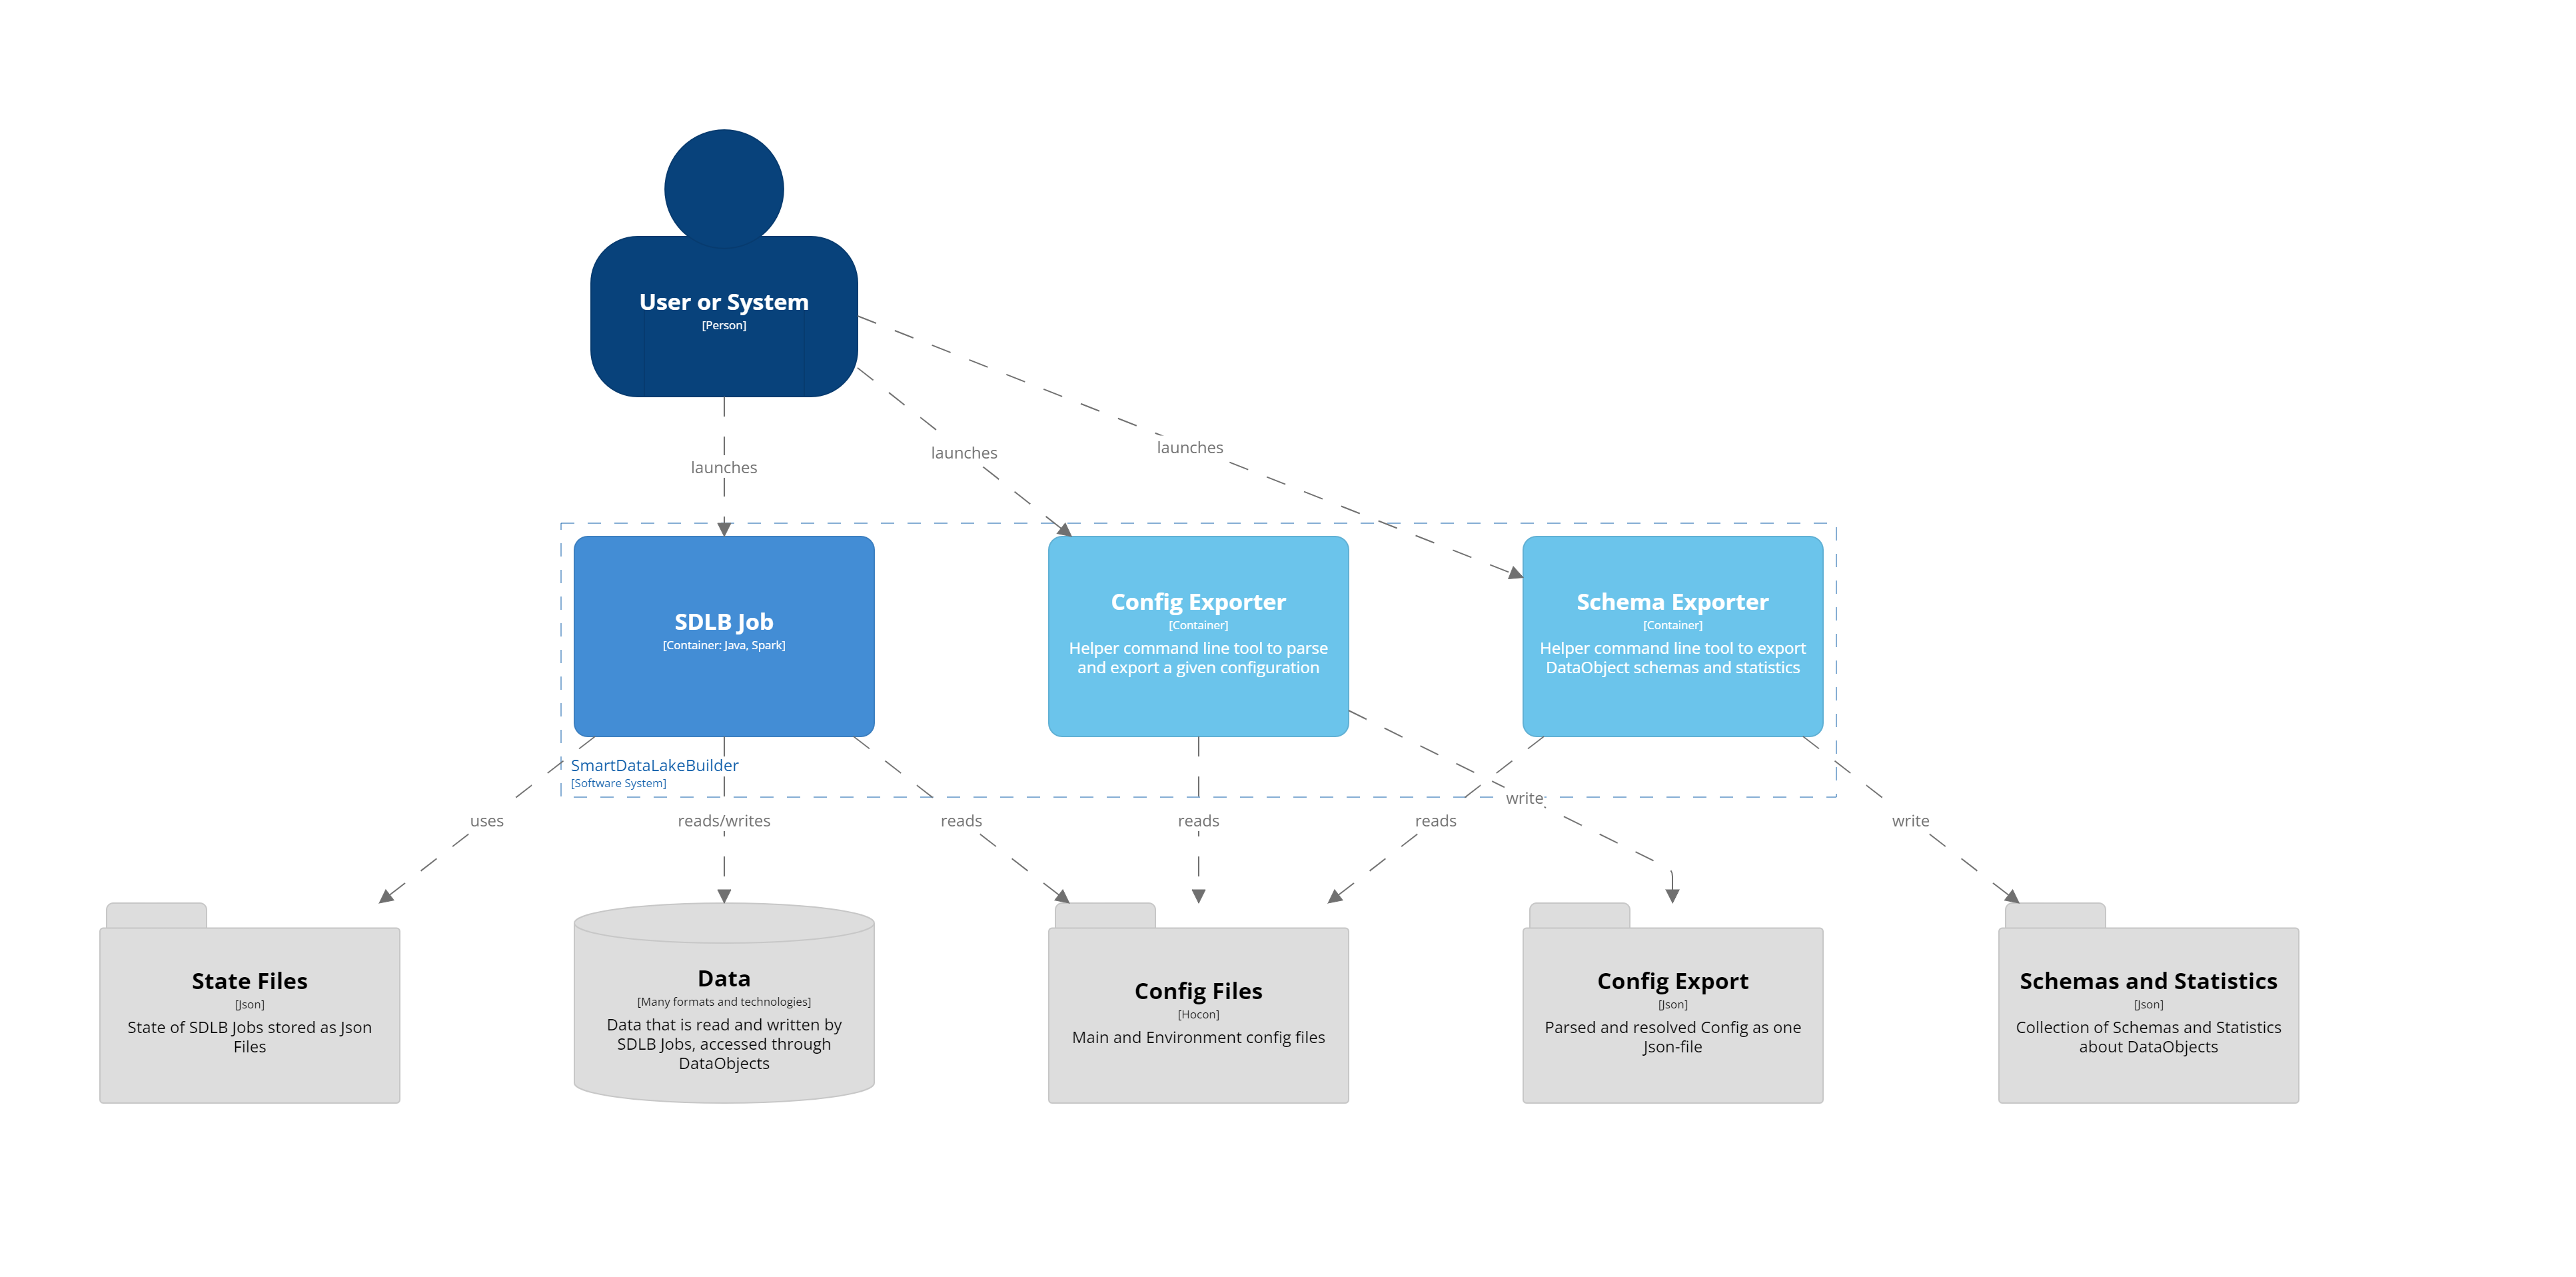 User or System
[Person]
launches
launches
launches
SDLB Job
[Container: Java, Spark]
Config Exporter
[Container]
Helper command line tool to parse
and export a given configuration
Schema Exporter
[Container]
Helper command line tool to export
DataObject schemas and statistics
SmartDataLakeBuilder
[Software System]
uses
reads/writes
reads
reads
reads
write
write
State Files
[Json]
State of SDLB Jobs stored as Json
Files
Data
[Many formats and technologies]
Data that is read and written by
SDLB Jobs, accessed through
DataObjects
Config Files
[Hocon]
Main and Environment config files
Config Export
[Json]
Parsed and resolved Config as one
Json-file
Schemas and Statistics
[Json]
Collection of Schemas and Statistics
about DataObjects